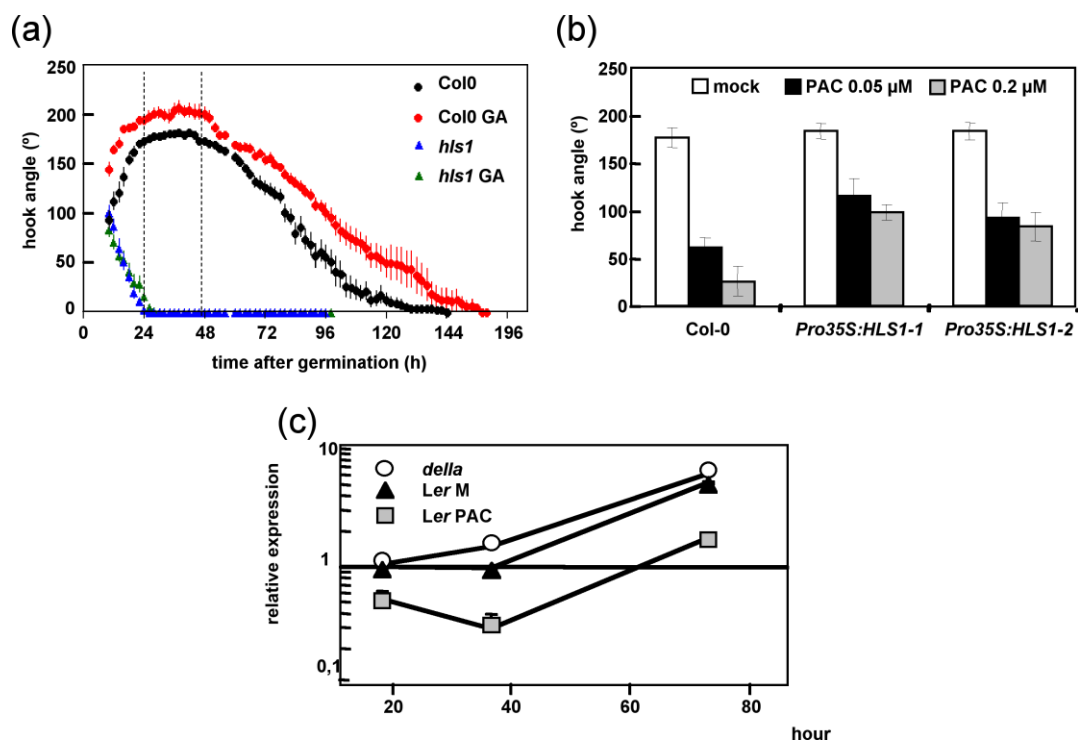 (a)
hook angle (º)
250
200
150
100
50
0
Col0
Col0 GA
hls1
hls1 GA
0 24 48 72 96 120 144 196
time after germination (h)
(b)
hook angle (º)
250
200
150
100
50
0
mock PAC 0.05 µM PAC 0.2 µM
Col-0 Pro35S:HLS1-1 Pro35S:HLS1-2
(c)
relative expression
10
1
0,1
della
Ler M
Ler PAC
20 40 60 80
hour